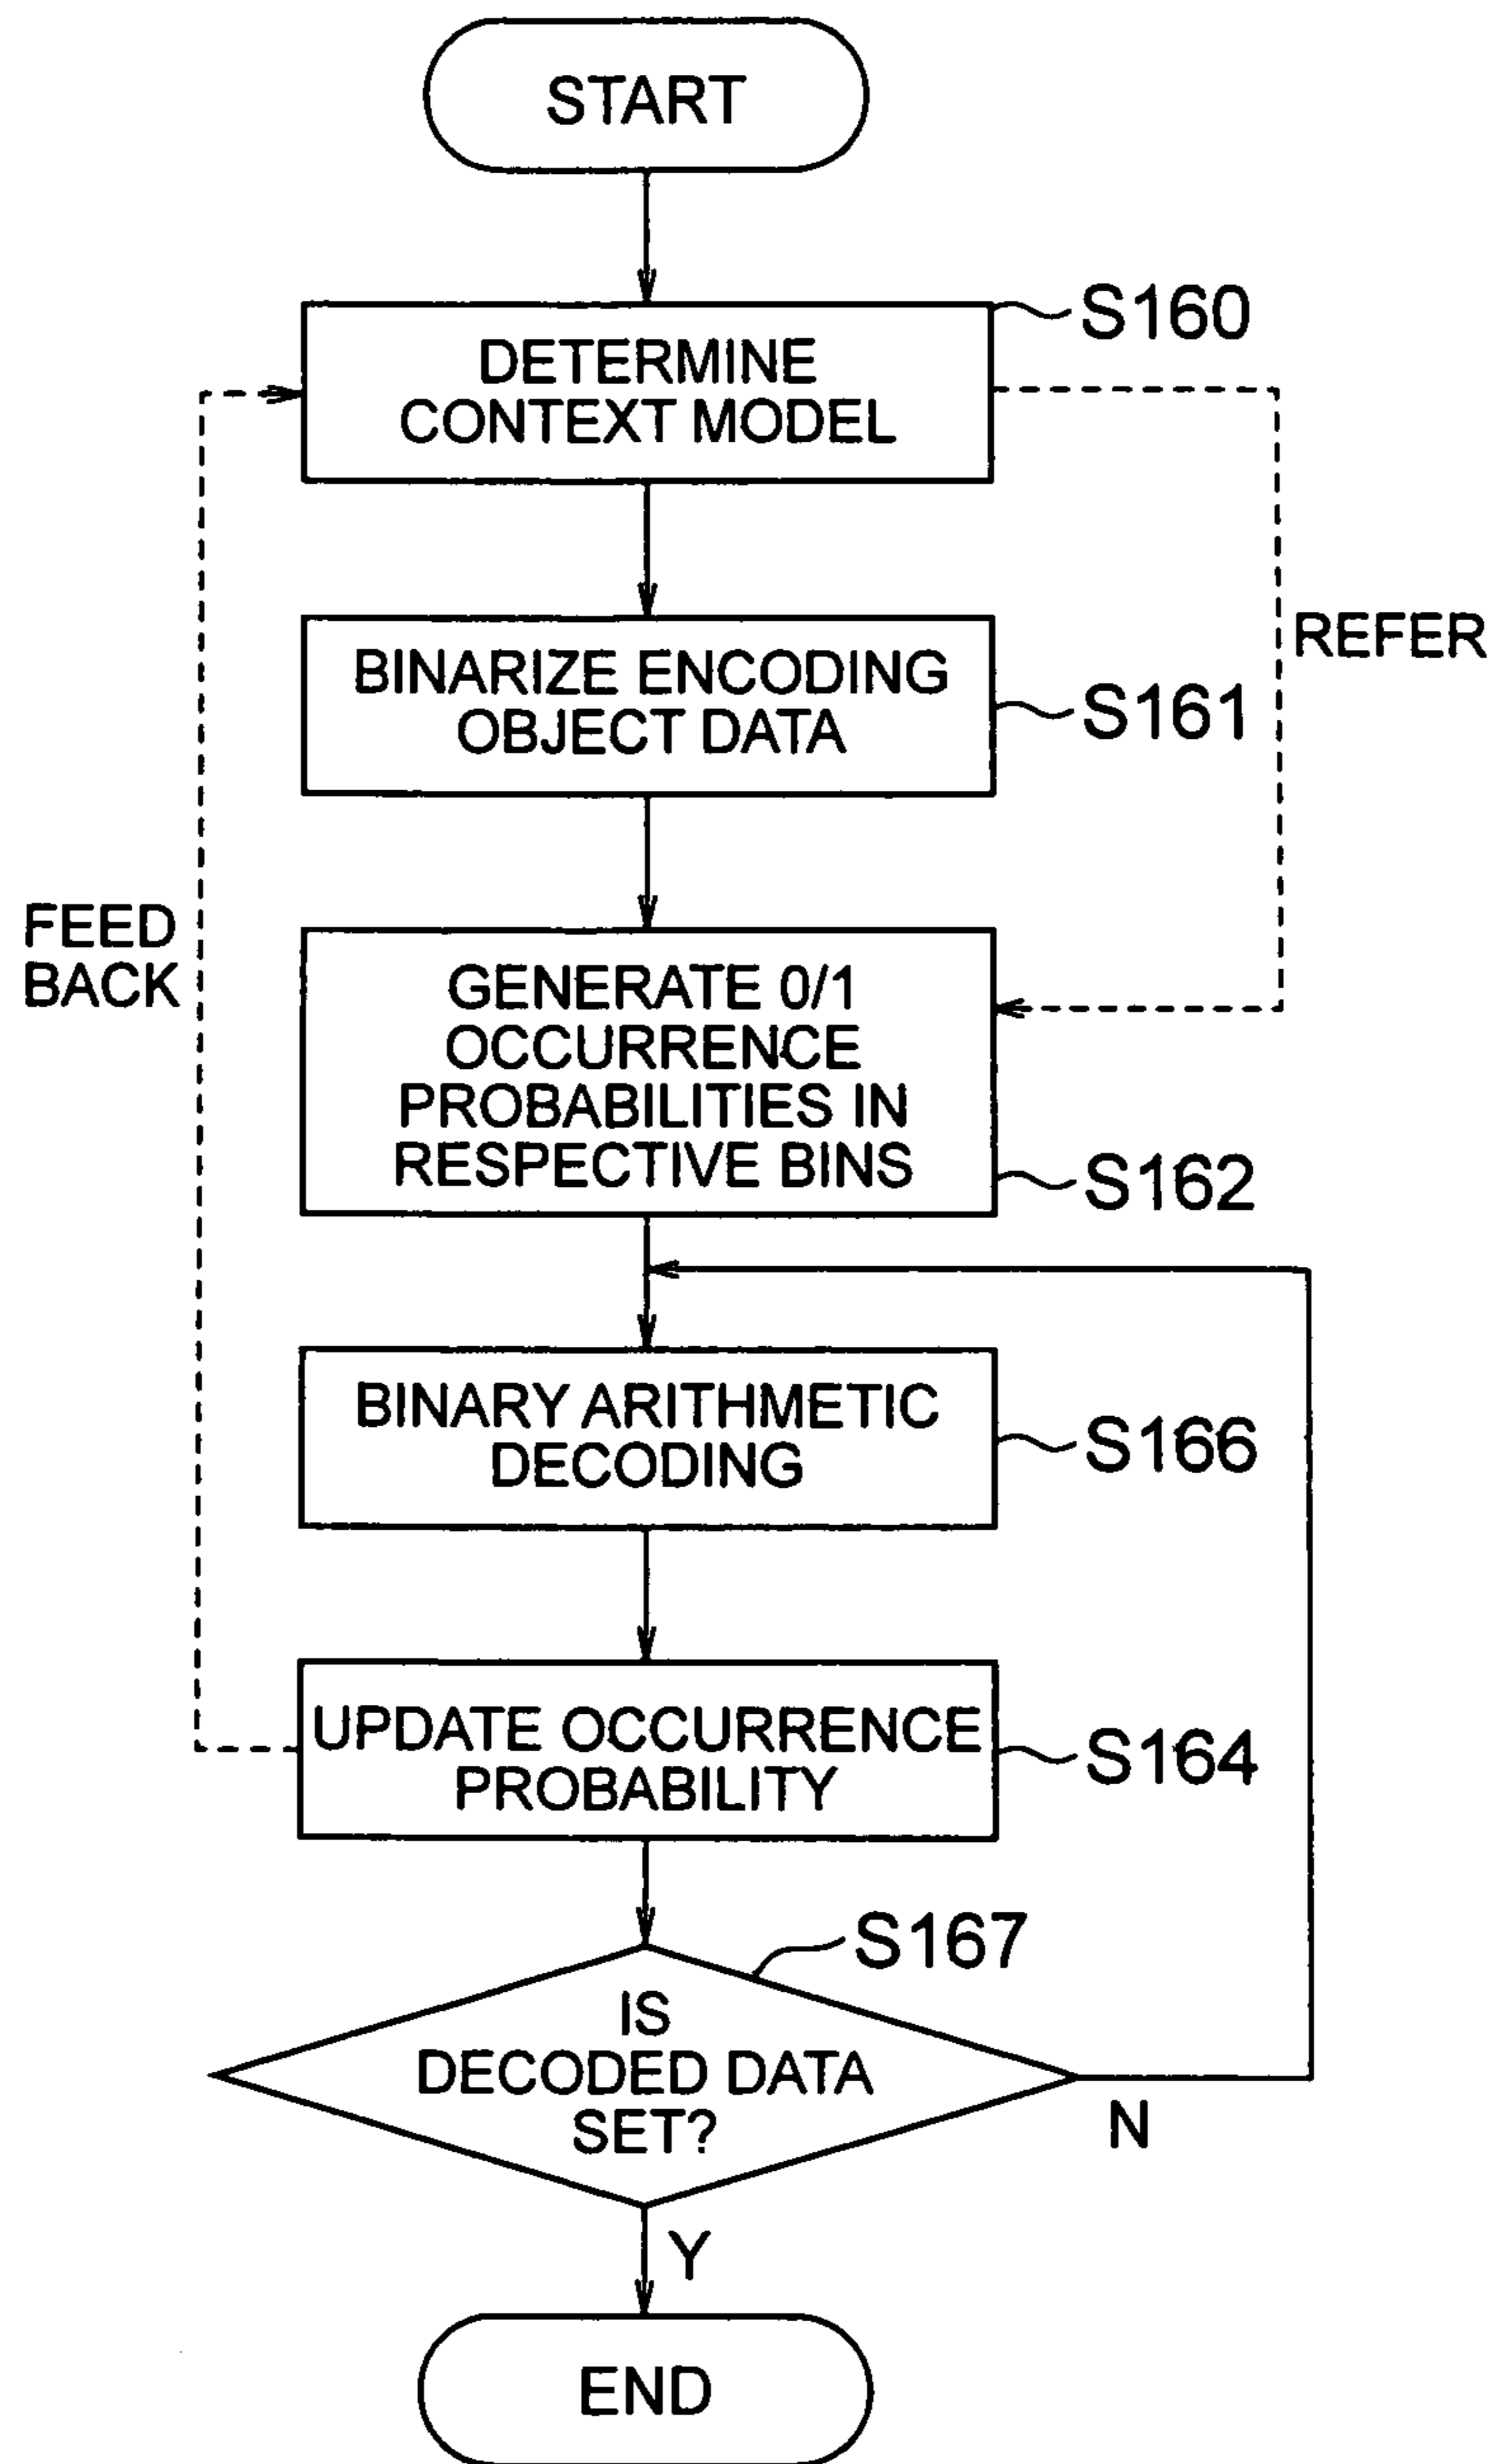 START
S160
DETERMINE
CONTEXT MODEL
REFER
BINARIZE ENCODING
OBJECT DATA
S161
FEED
BACK
GENERATE 0/1
OCCURRENCE
PROBABILITIES IN
RESPECTIVE BINS
S162
BINARY ARITHMETIC
DECODING
S166
UPDATE OCCURRENCE
PROBABILITY
S164
S167
IS
DECODED DATA
SET?
N
Y
END